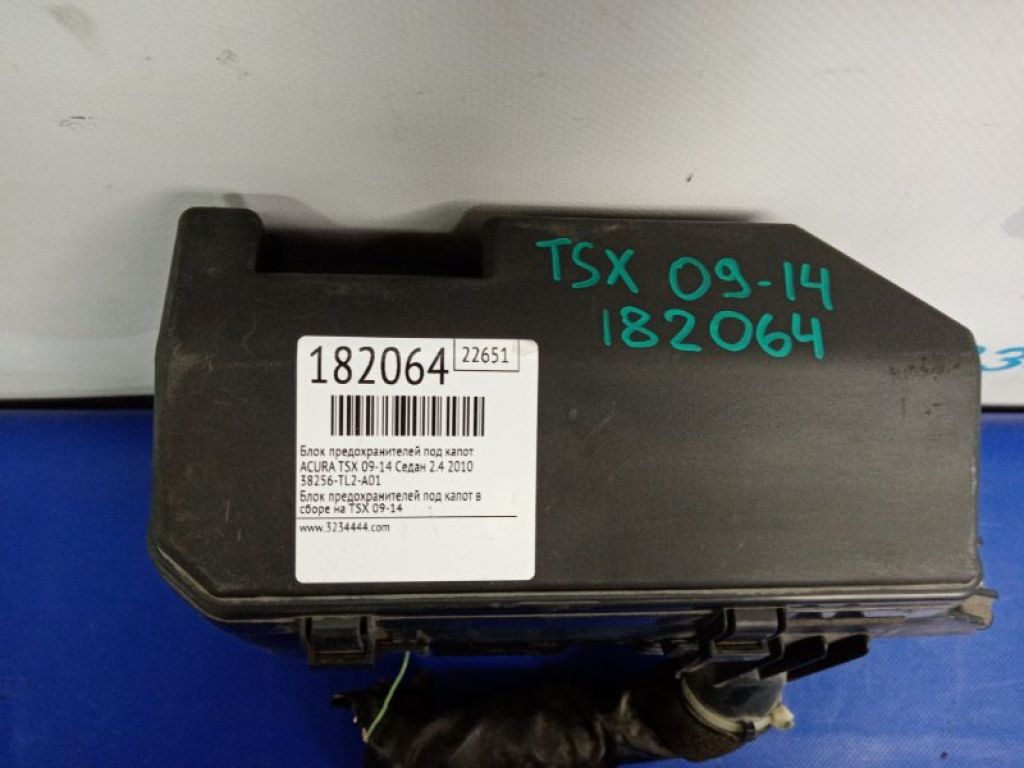 TSX 09-14
182064
182064
22651
Блок предохранителей под капот
ACURA TSX 09-14 Седан 2.4 2010
38256-TL2-A01
Блок предохранителей под капот в
сборе на TSX 09-14
www.3234444.com